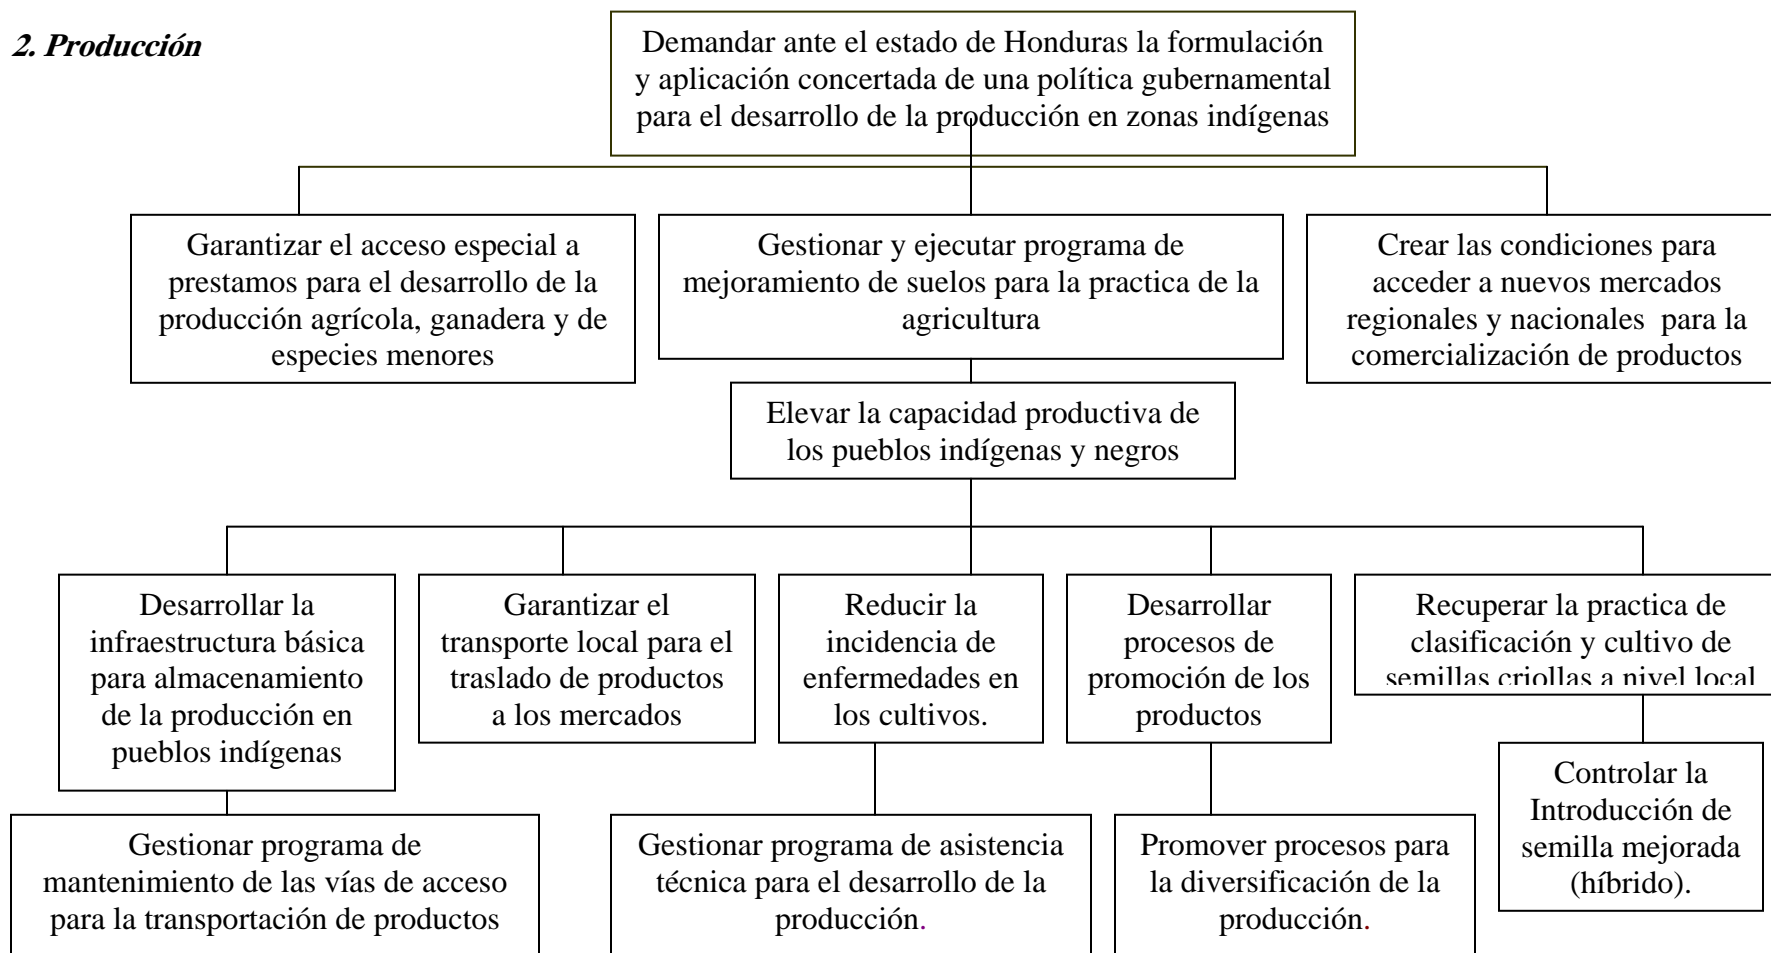 2. Producción
Demandar ante el estado de Honduras la formulación
y aplicación concertada de una política gubernamental
para el desarrollo de la producción en zonas indígenas
Garantizar el acceso especial a
prestamos para el desarrollo de la
producción agrícola, ganadera y de
especies menores
Gestionar y ejecutar programa de
mejoramiento de suelos para la practica de la
agricultura
Crear las condiciones para
acceder a nuevos mercados
regionales y nacionales  para la
comercialización de productos
Elevar la capacidad productiva de
los pueblos indígenas y negros
Desarrollar la
infraestructura básica
para almacenamiento
de la producción en
pueblos indígenas
Garantizar el
transporte local para el
traslado de productos
a los mercados
Reducir la
incidencia de
enfermedades en
los cultivos.
Desarrollar
procesos de
promoción de los
productos
Recuperar la practica de
clasificación y cultivo de
semillas criollas a nivel local
Gestionar programa de
mantenimiento de las vías de acceso
para la transportación de productos
Gestionar programa de asistencia
técnica para el desarrollo de la
producción.
Promover procesos para
la diversificación de la
producción.
Controlar la
Introducción de
semilla mejorada
(híbrido).